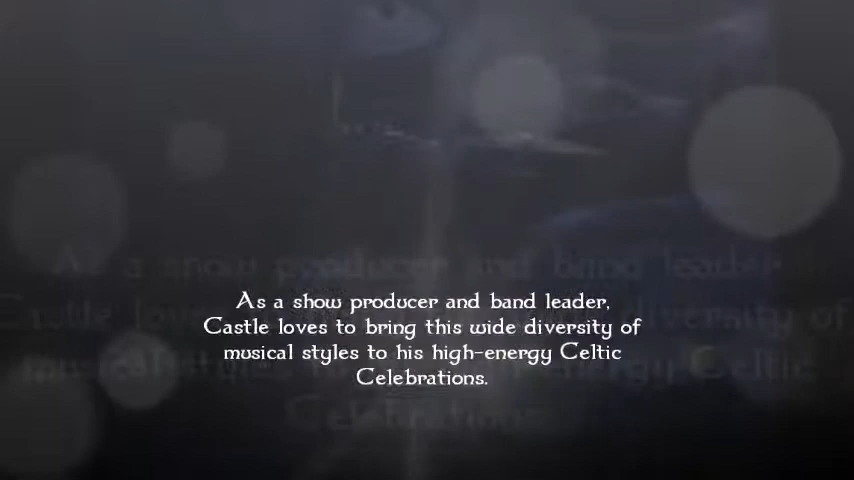 As a show producer and band leader,
Castle loves to bring this wide diversity of
musical styles to his high-energy Celtic
Celebrations.